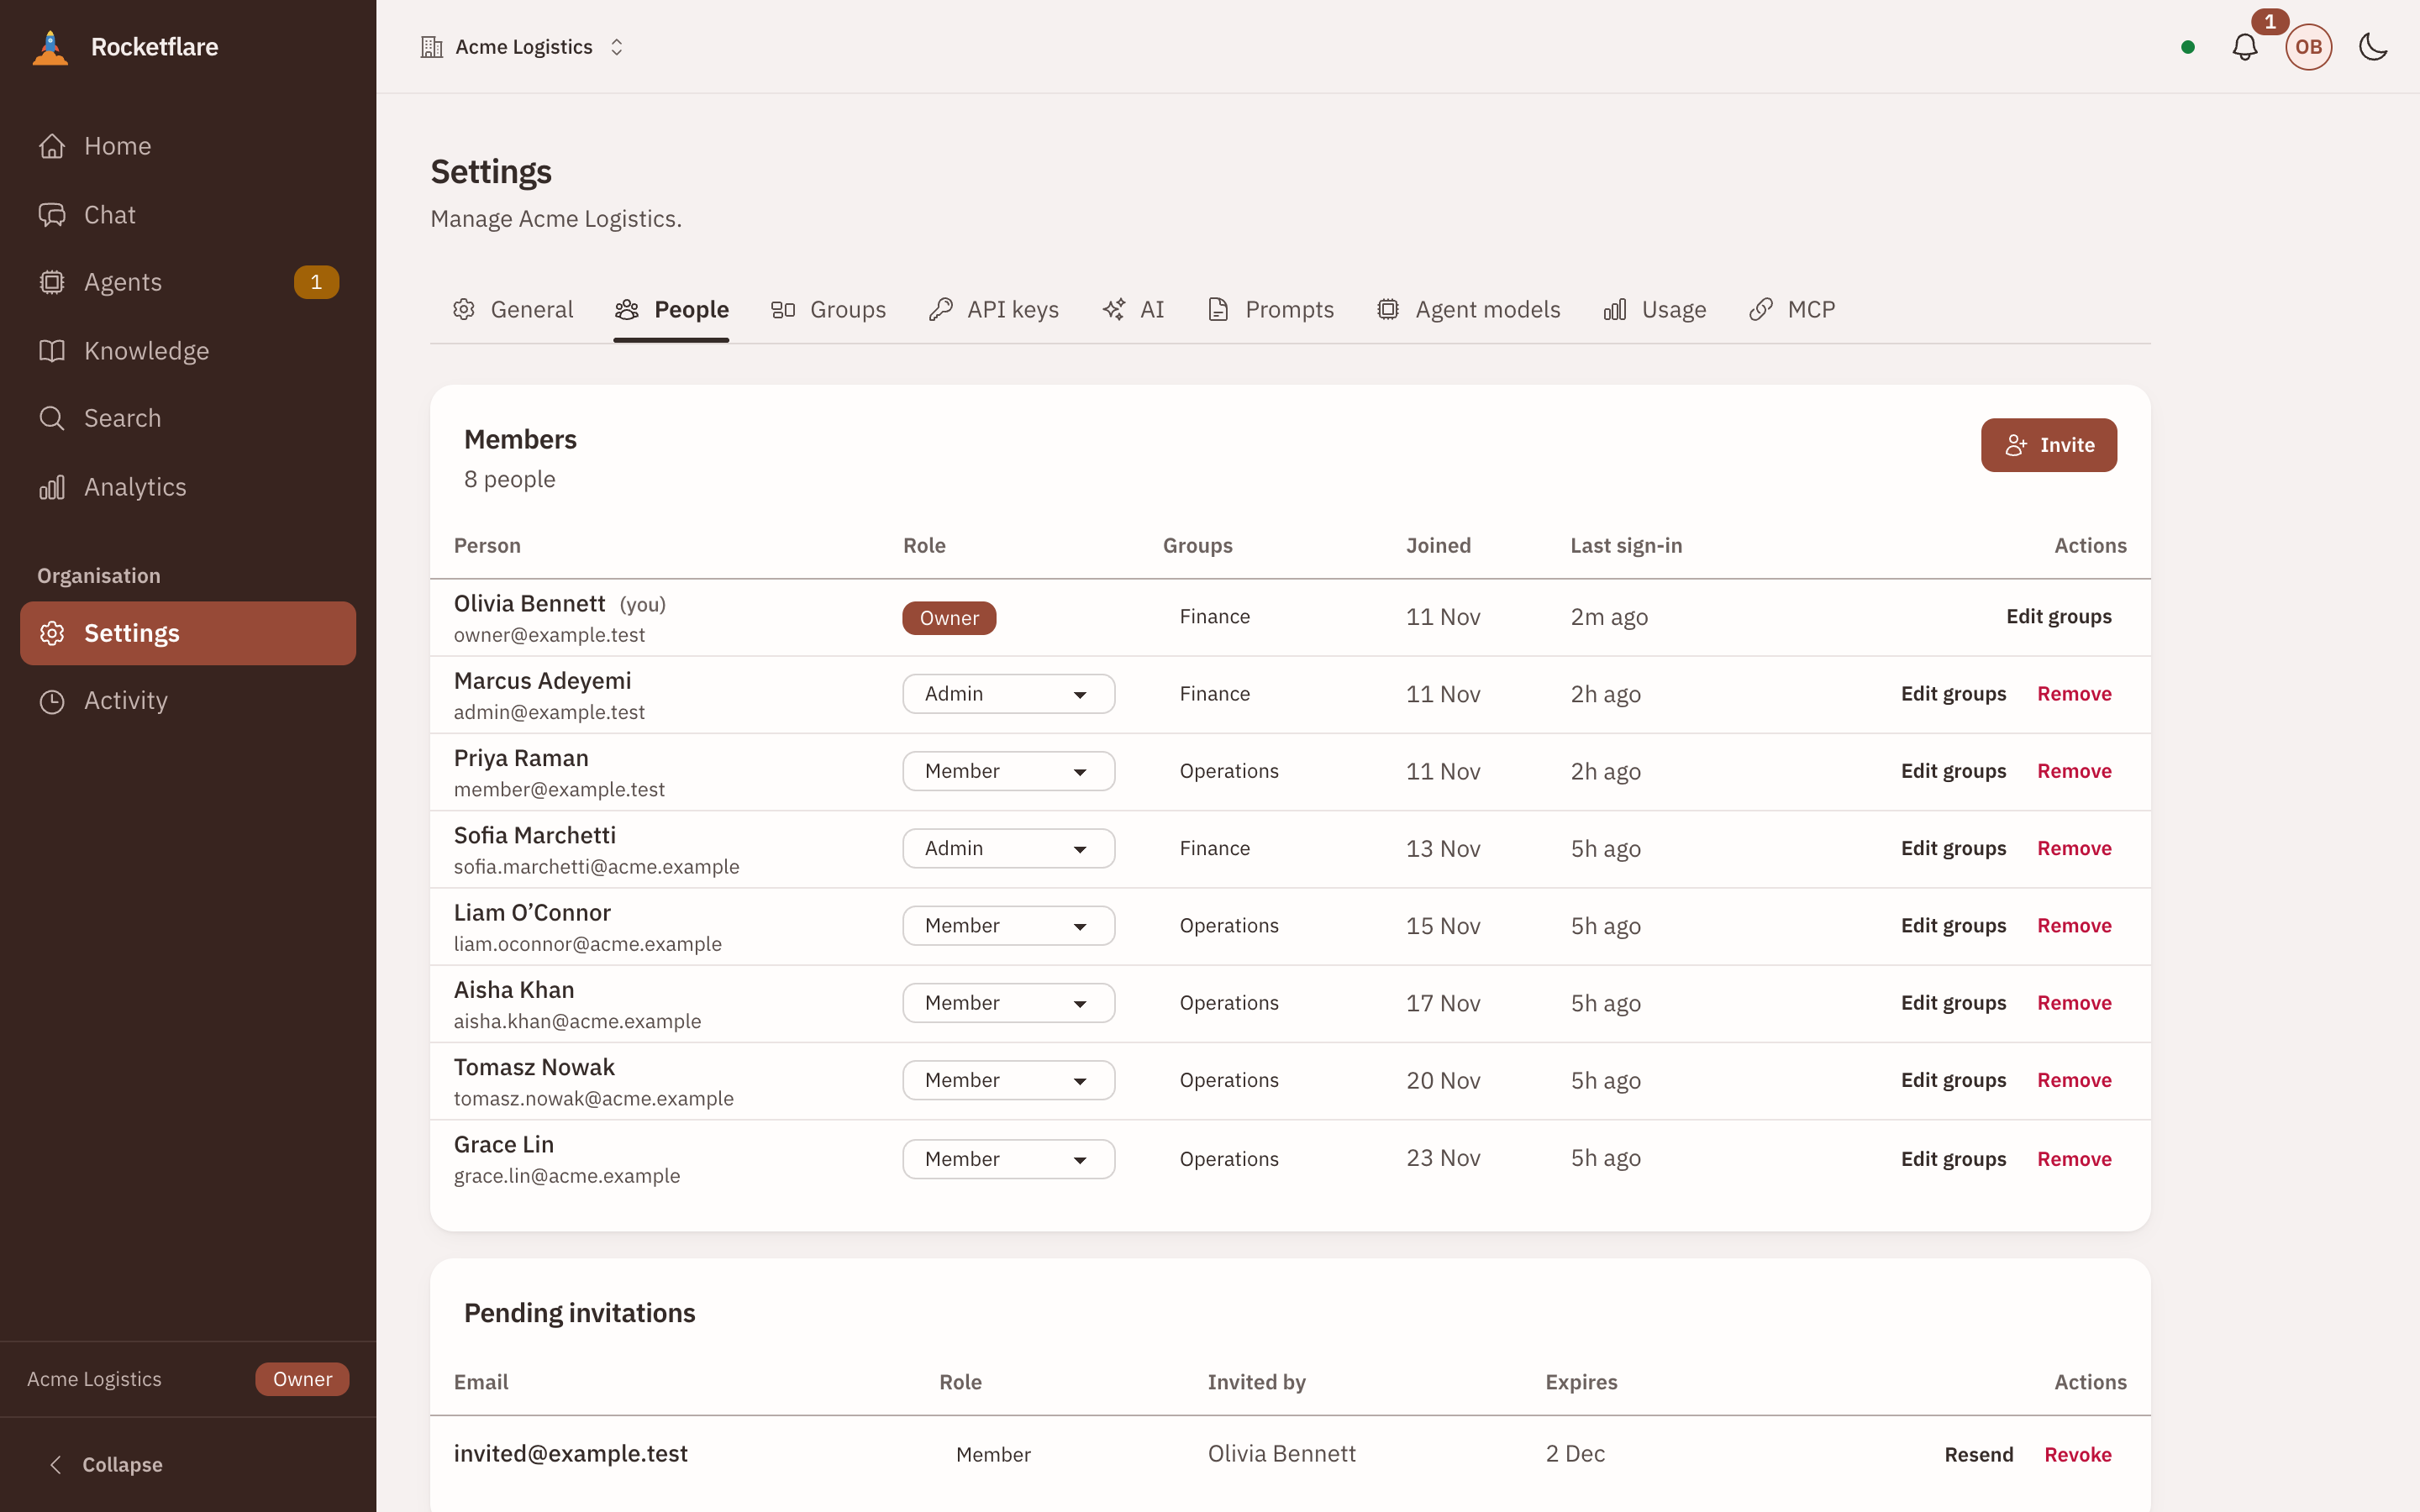 Rocketflare
Acme Logistics
1
OB
Home
Chat
Agents 1
Knowledge
Search
Analytics
Organisation
Settings
Activity
Acme Logistics Owner
Collapse
Settings
Manage Acme Logistics.
General People Groups API keys AI Prompts Agent models Usage MCP
Members
8 people
Invite
Person Role Groups Joined Last sign-in Actions
Olivia Bennett (you)
owner@example.test
Owner Finance 11 Nov 2m ago Edit groups
Marcus Adeyemi
admin@example.test
Admin Finance 11 Nov 2h ago Edit groups Remove
Priya Raman
member@example.test
Member Operations 11 Nov 2h ago Edit groups Remove
Sofia Marchetti
sofia.marchetti@acme.example
Admin Finance 13 Nov 5h ago Edit groups Remove
Liam O’Connor
liam.oconnor@acme.example
Member Operations 15 Nov 5h ago Edit groups Remove
Aisha Khan
aisha.khan@acme.example
Member Operations 17 Nov 5h ago Edit groups Remove
Tomasz Nowak
tomasz.nowak@acme.example
Member Operations 20 Nov 5h ago Edit groups Remove
Grace Lin
grace.lin@acme.example
Member Operations 23 Nov 5h ago Edit groups Remove
Pending invitations
Email Role Invited by Expires Actions
invited@example.test Member Olivia Bennett 2 Dec Resend Revoke